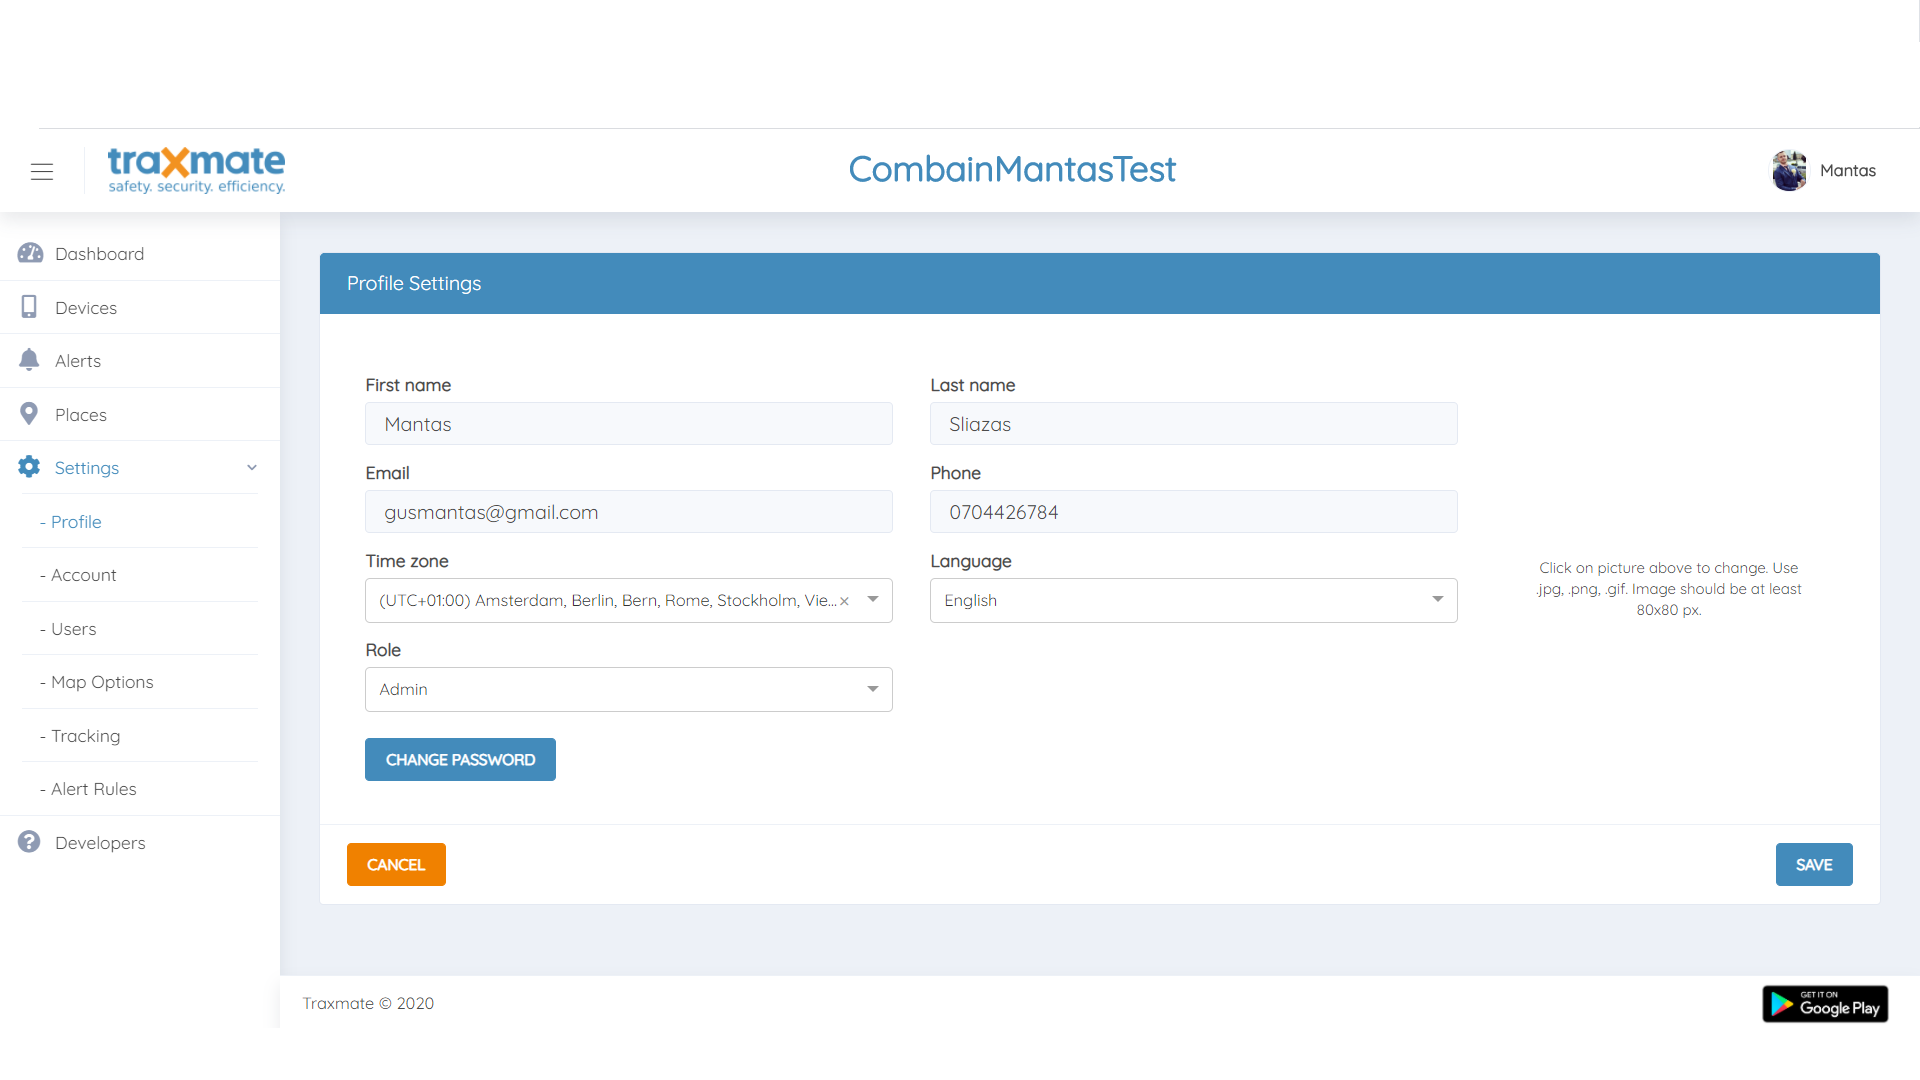 traXmate
safety. security. efficiency.
CombainMantasTest
Mantas
Dashboard
Devices
Alerts
Places
Settings
- Profile
- Account
- Users
- Map Options
- Tracking
- Alert Rules
Developers
Profile Settings
First name
Mantas
Last name
Sliazas
Email
gusmantas@gmail.com
Phone
0704426784
Time zone
(UTC+01:00) Amsterdam, Berlin, Bern, Rome, Stockholm, Vie...×
Language
English
Role
Admin
Click on picture above to change. Use
.jpg, .png, .gif. Image should be at least
80x80 px.
CHANGE PASSWORD
CANCEL
SAVE
Traxmate © 2020
GET IT ON
Google Play